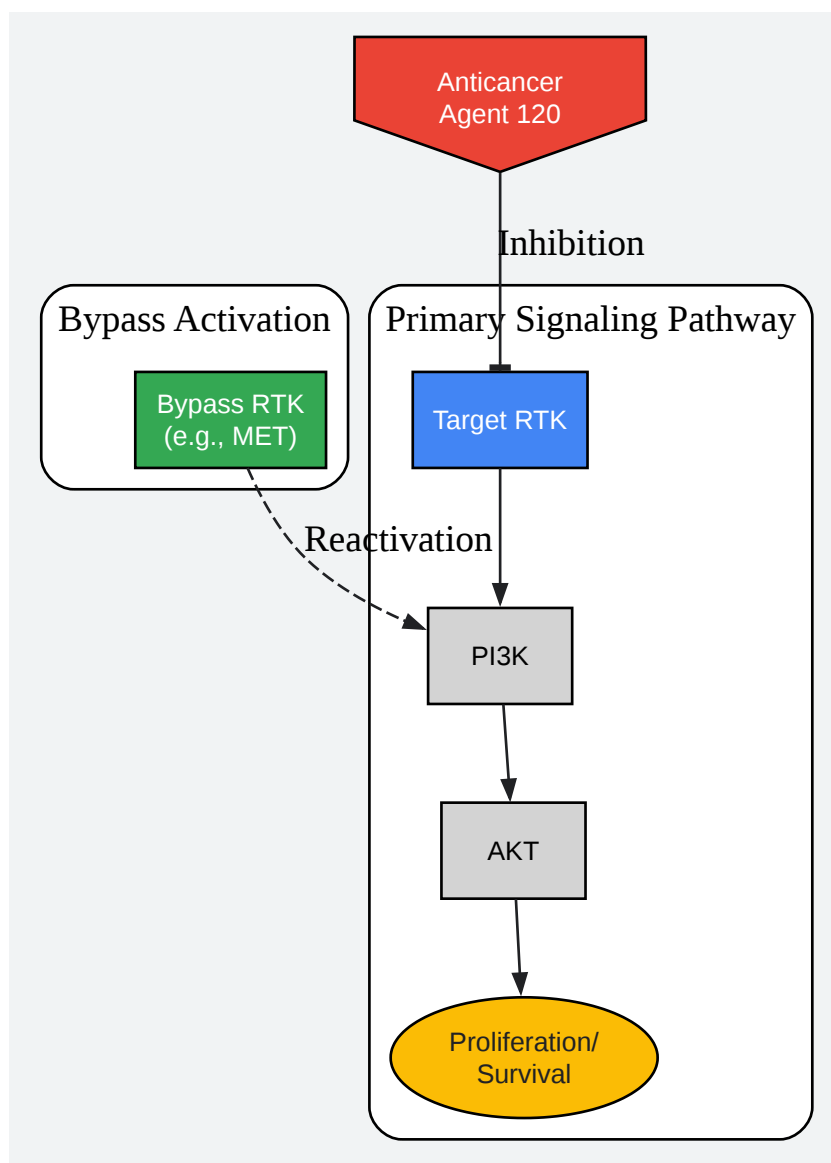 Anticancer
Agent 120
Inhibition
Bypass Activation
Primary Signaling Pathway
Bypass RTK
(e.g., MET)
Target RTK
Reactivation
PI3K
AKT
Proliferation/
Survival